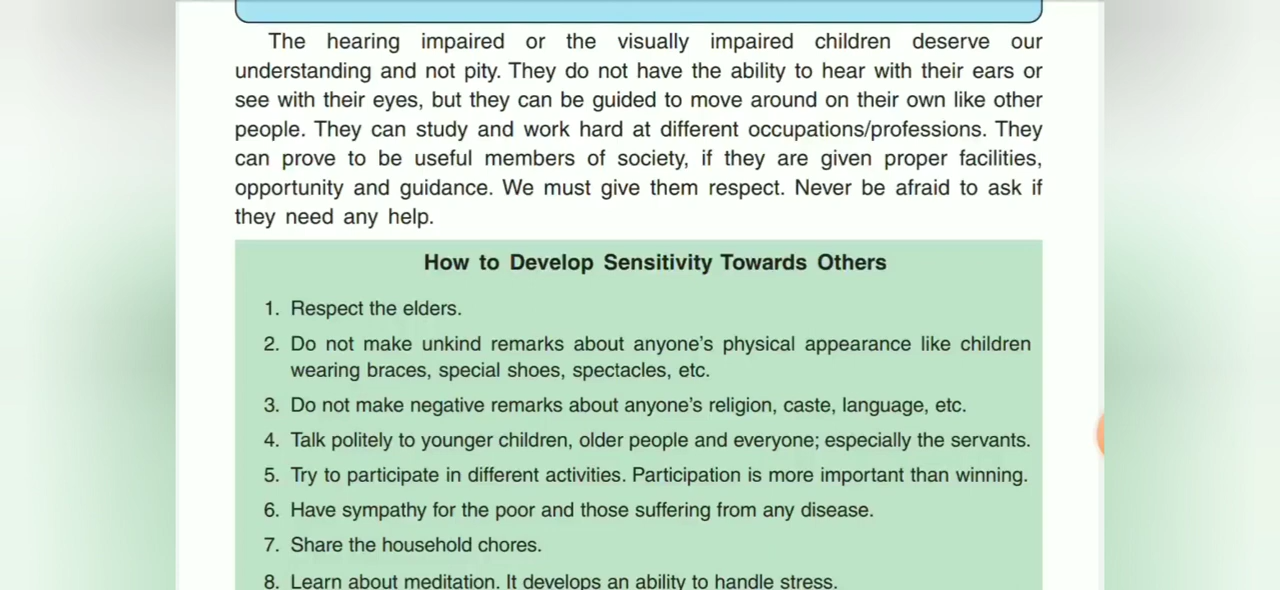 The hearing impaired or the visually impaired children deserve our
understanding and not pity. They do not have the ability to hear with their ears or
see with their eyes, but they can be guided to move around on their own like other
people. They can study and work hard at different occupations/professions. They
can prove to be useful members of society, if they are given proper facilities,
opportunity and guidance. We must give them respect. Never be afraid to ask if
they need any help.
How to Develop Sensitivity Towards Others
1. Respect the elders.
2. Do not make unkind remarks about anyone's physical appearance like children
wearing braces, special shoes, spectacles, etc.
3. Do not make negative remarks about anyone's religion, caste, language, etc.
4. Talk politely to younger children, older people and everyone; especially the servants.
5. Try to participate in different activities. Participation is more important than winning.
6. Have sympathy for the poor and those suffering from any disease.
7. Share the household chores.
8. Learn about meditation. It develops an ability to handle stress.